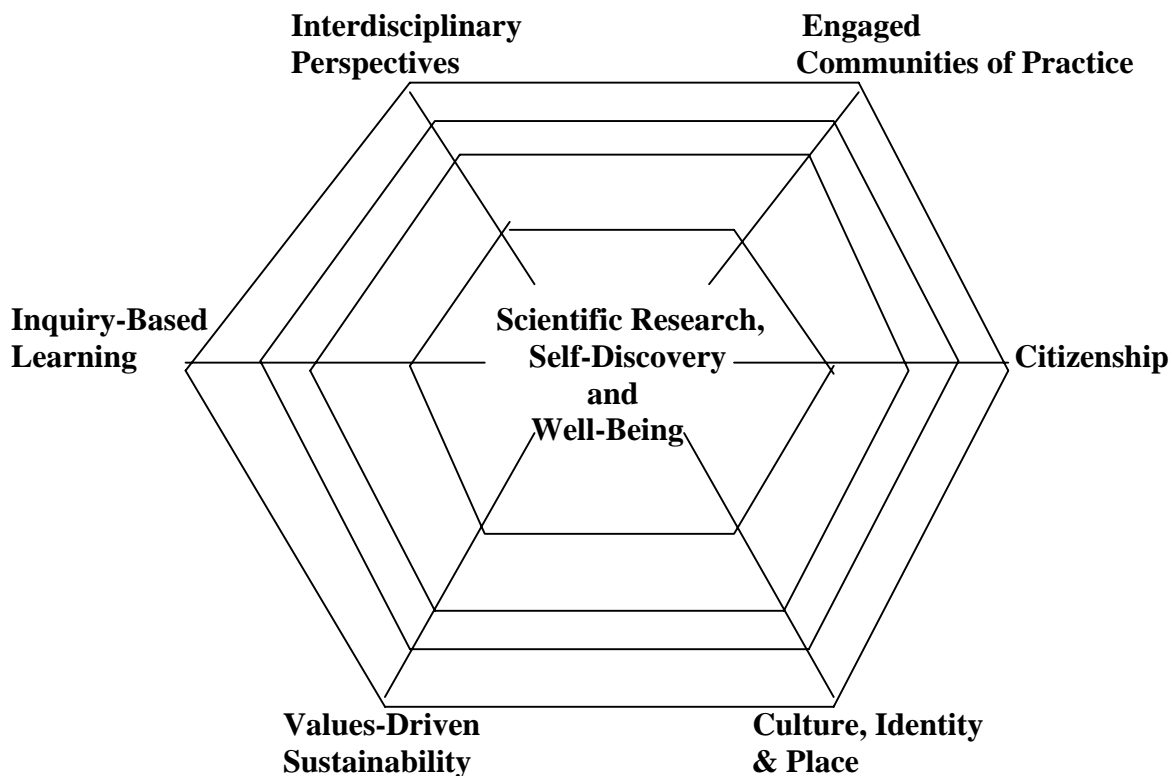 Interdisciplinary
Perspectives
Engaged
Communities of Practice
Inquiry-Based
Learning
Scientific Research,
Self-Discovery
and
Well-Being
Citizenship
Values-Driven
Sustainability
Culture, Identity
& Place